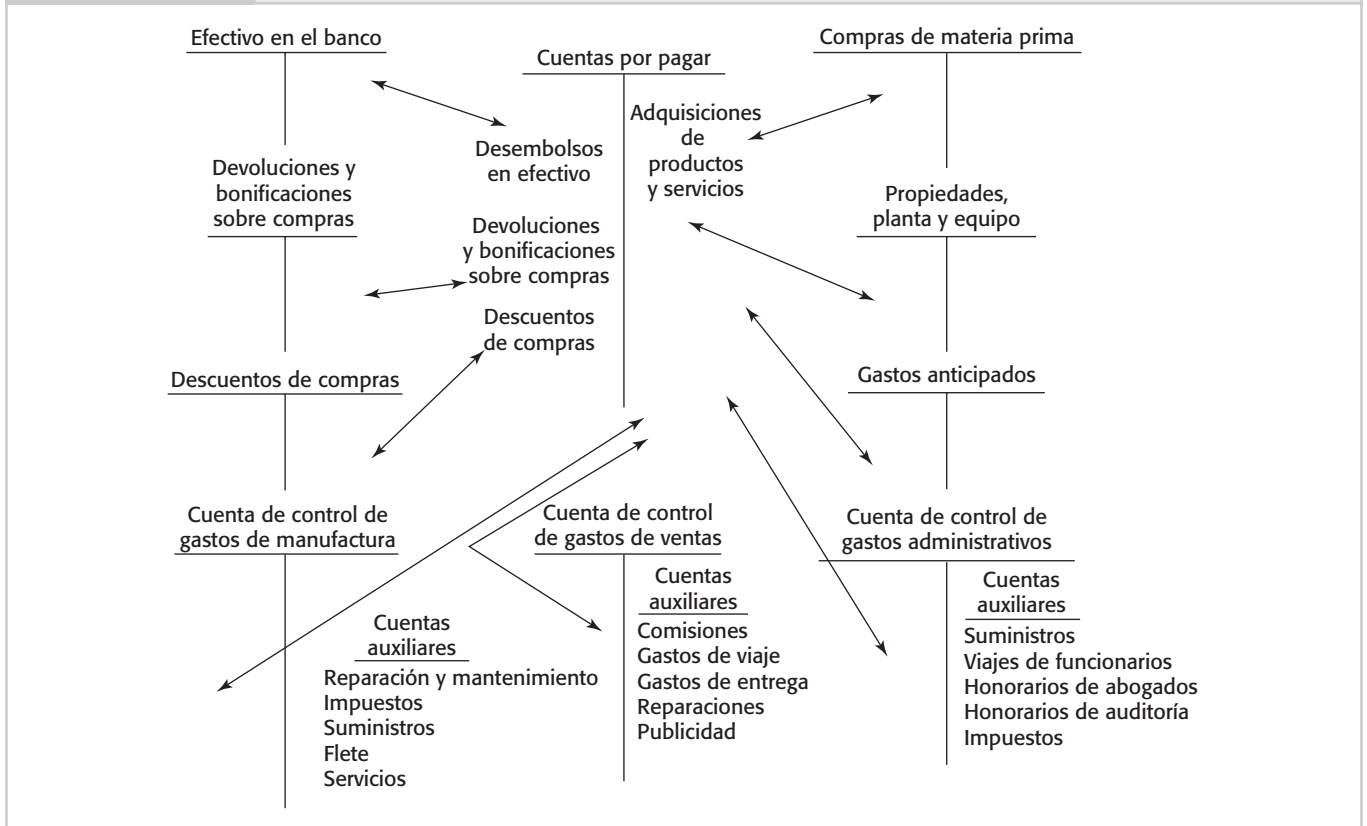 Efectivo en el banco
Cuentas por pagar
Compras de materia prima
Desembolsos
en efectivo
Adquisiciones
de
productos
y servicios
Devoluciones y
bonificaciones
sobre compras
Devoluciones
y bonificaciones
sobre compras
Propiedades,
planta y equipo
Descuentos
de compras
Descuentos de compras
Gastos anticipados
Cuenta de control de
gastos de manufactura
Cuentas
auxiliares
Reparación y mantenimiento
Impuestos
Suministros
Flete
Servicios
Cuenta de control
de gastos de ventas
Cuentas
auxiliares
Comisiones
Gastos de viaje
Gastos de entrega
Reparaciones
Publicidad
Cuenta de control de
gastos administrativos
Cuentas
auxiliares
Suministros
Viajes de funcionarios
Honorarios de abogados
Honorarios de auditoría
Impuestos